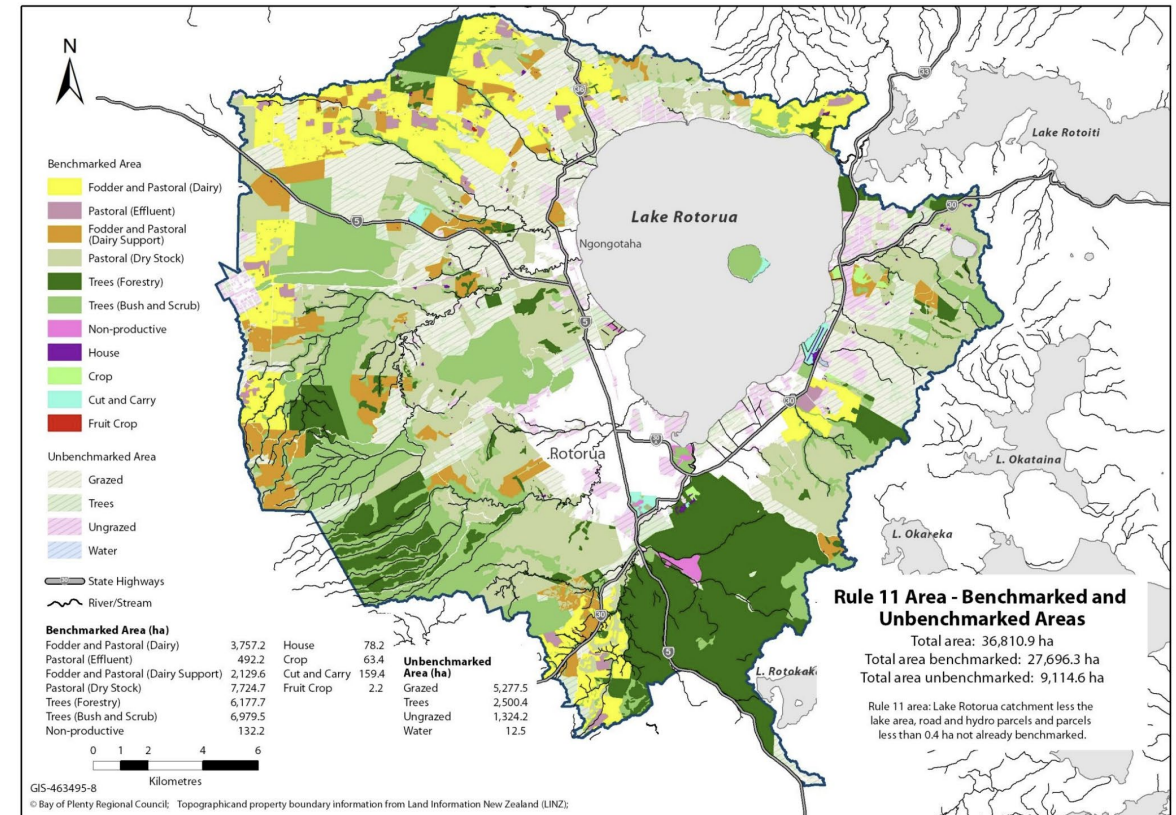 N
Benchmarked Area
Fodder and Pastoral (Dairy)
Pastoral (Effluent)
Fodder and Pastoral
(Dairy Support)
Pastoral (Dry Stock)
Trees (Forestry)
Trees (Bush and Scrub)
Non-productive
House
Crop
Cut and Carry
Fruit Crop
Unbenchmarked Area
Grazed
Trees
Ungrazed
Water
State Highways
River/Stream
36
33
5
30
5
30
30
5
Lake Rotoiti
Lake Rotorua
Ngongotaha
Rotorua
L. Okataina
L. Okareka
L. Rotokak
Benchmarked Area (ha)
Fodder and Pastoral (Dairy) 3,757.2
Pastoral (Effluent) 492.2
Fodder and Pastoral (Dairy Support) 2,129.6
Pastoral (Dry Stock) 7,724.7
Trees (Forestry) 6,177.7
Trees (Bush and Scrub) 6,979.5
Non-productive 132.2
House 78.2
Crop 63.4
Cut and Carry 159.4
Fruit Crop 2.2
Unbenchmarked
Area (ha)
Grazed 5,277.5
Trees 2,500.4
Ungrazed 1,324.2
Water 12.5
0 1 2 4 6
Kilometres
Rule 11 Area - Benchmarked and
Unbenchmarked Areas
Total area: 36,810.9 ha
Total area benchmarked: 27,696.3 ha
Total area unbenchmarked: 9,114.6 ha
Rule 11 area: Lake Rotorua catchment less the
lake area, road and hydro parcels and parcels
less than 0.4 ha not already benchmarked.
GIS-463495-8
© Bay of Plenty Regional Council; Topographicand property boundary information from Land Information New Zealand (LINZ);